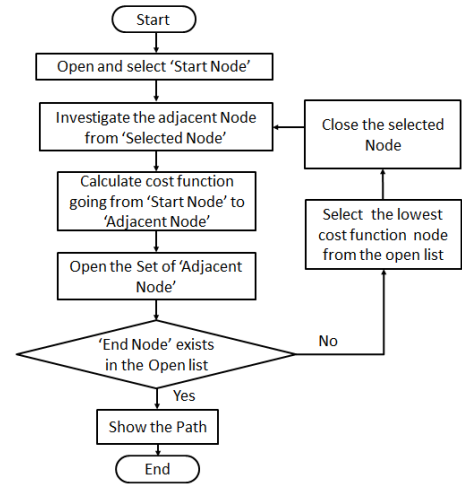 Start
Open and select ‘Start Node’
Investigate the adjacent Node
from ‘Selected Node’
Calculate cost function
going from ‘Start Node’ to
‘Adjacent Node’
Open the Set of ‘Adjacent
Node’
‘End Node’ exists
in the Open list
Yes
Show the Path
End
No
Select the lowest
cost function node
from the open list
Close the selected
Node